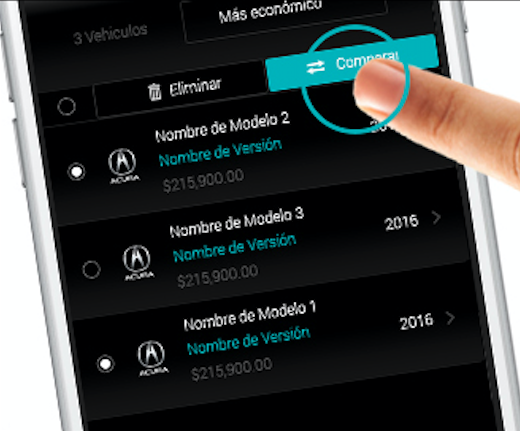 Más económico
3 Vehiculos
Eliminar
Comparar
Nombre de Modelo 2
Nombre de Versión
$215,900.00
ACURA
Nombre de Modelo 3
Nombre de Versión
$215,900.00
2016
ACURA
Nombre de Modelo 1
Nombre de Versión
$215,900.00
2016
ACURA